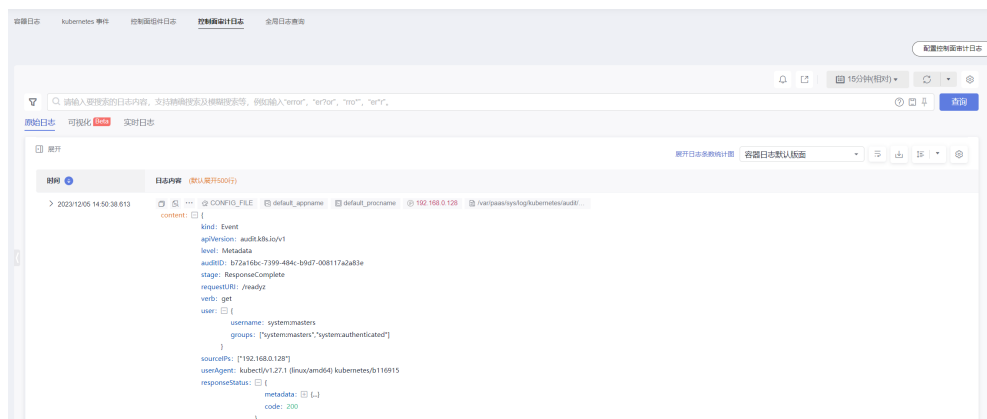 容器日志 kubernetes 事件 控制面组件日志 控制面审计日志 全局日志查询
配置控制面审计日志
15分钟(相对)
请输入要搜索的日志内容，支持精确搜索及模糊搜索等，例如输入"error"、"er?or"、"rro*"、"er*r"。
查询
原始日志 可视化 Beta 实时日志
展开
展开日志条数统计图 容器日志默认版面
时间 日志内容 (默认展开500行)
2023/12/05 14:50:38.613 CONFIG_FILE default_appname default_procname 192.168.0.128 /var/paas/sys/log/kubernetes/audit/...
content: {
kind: Event
apiVersion: audit.k8s.io/v1
level: Metadata
auditID: b72a16bc-7399-484c-b9d7-008117a2a83e
stage: ResponseComplete
requestURI: /readyz
verb: get
user: {
username: system:masters
groups: ["system:masters","system:authenticated"]
}
sourceIPs: ["192.168.0.128"]
userAgent: kubectl/v1.27.1 (linux/amd64) kubernetes/b116915
responseStatus: {
metadata: {...}
code: 200
}